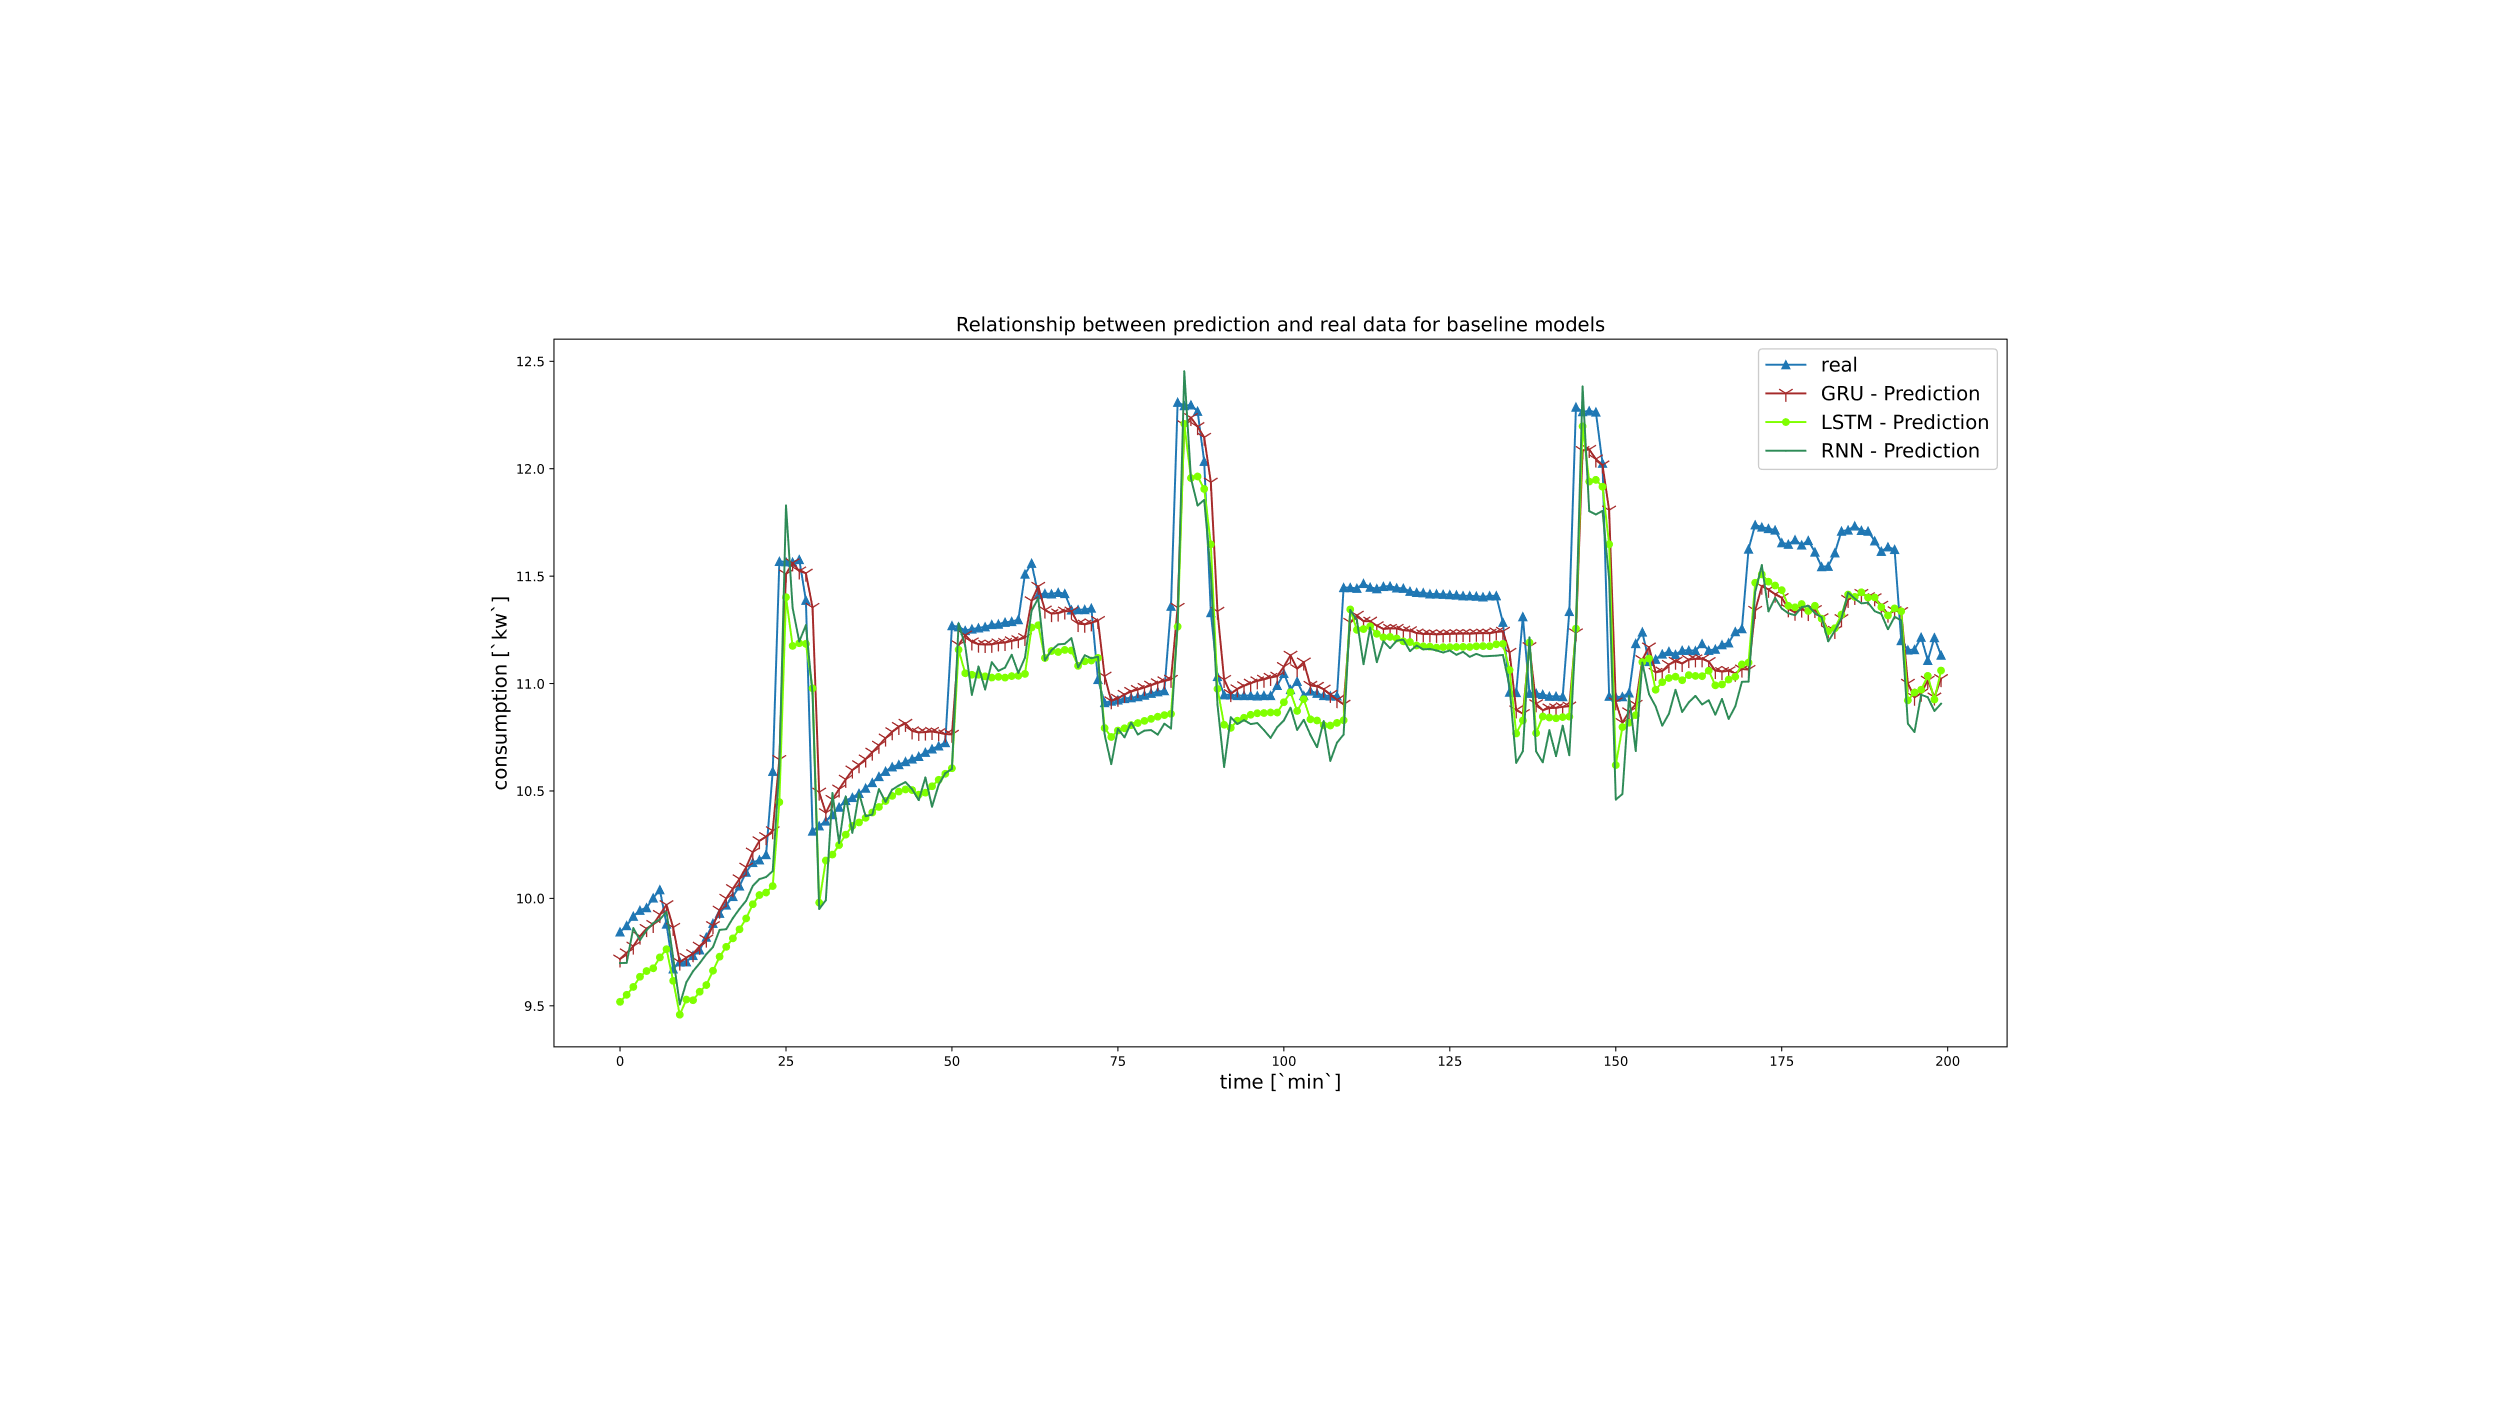 Relationship between prediction and real data for baseline models
real
GRU - Prediction
LSTM - Prediction
RNN - Prediction
consumption [`kw`]
12.5
12.0
11.5
11.0
10.5
10.0
9.5
0 25 50 75 100 125 150 175 200
time [`min`]